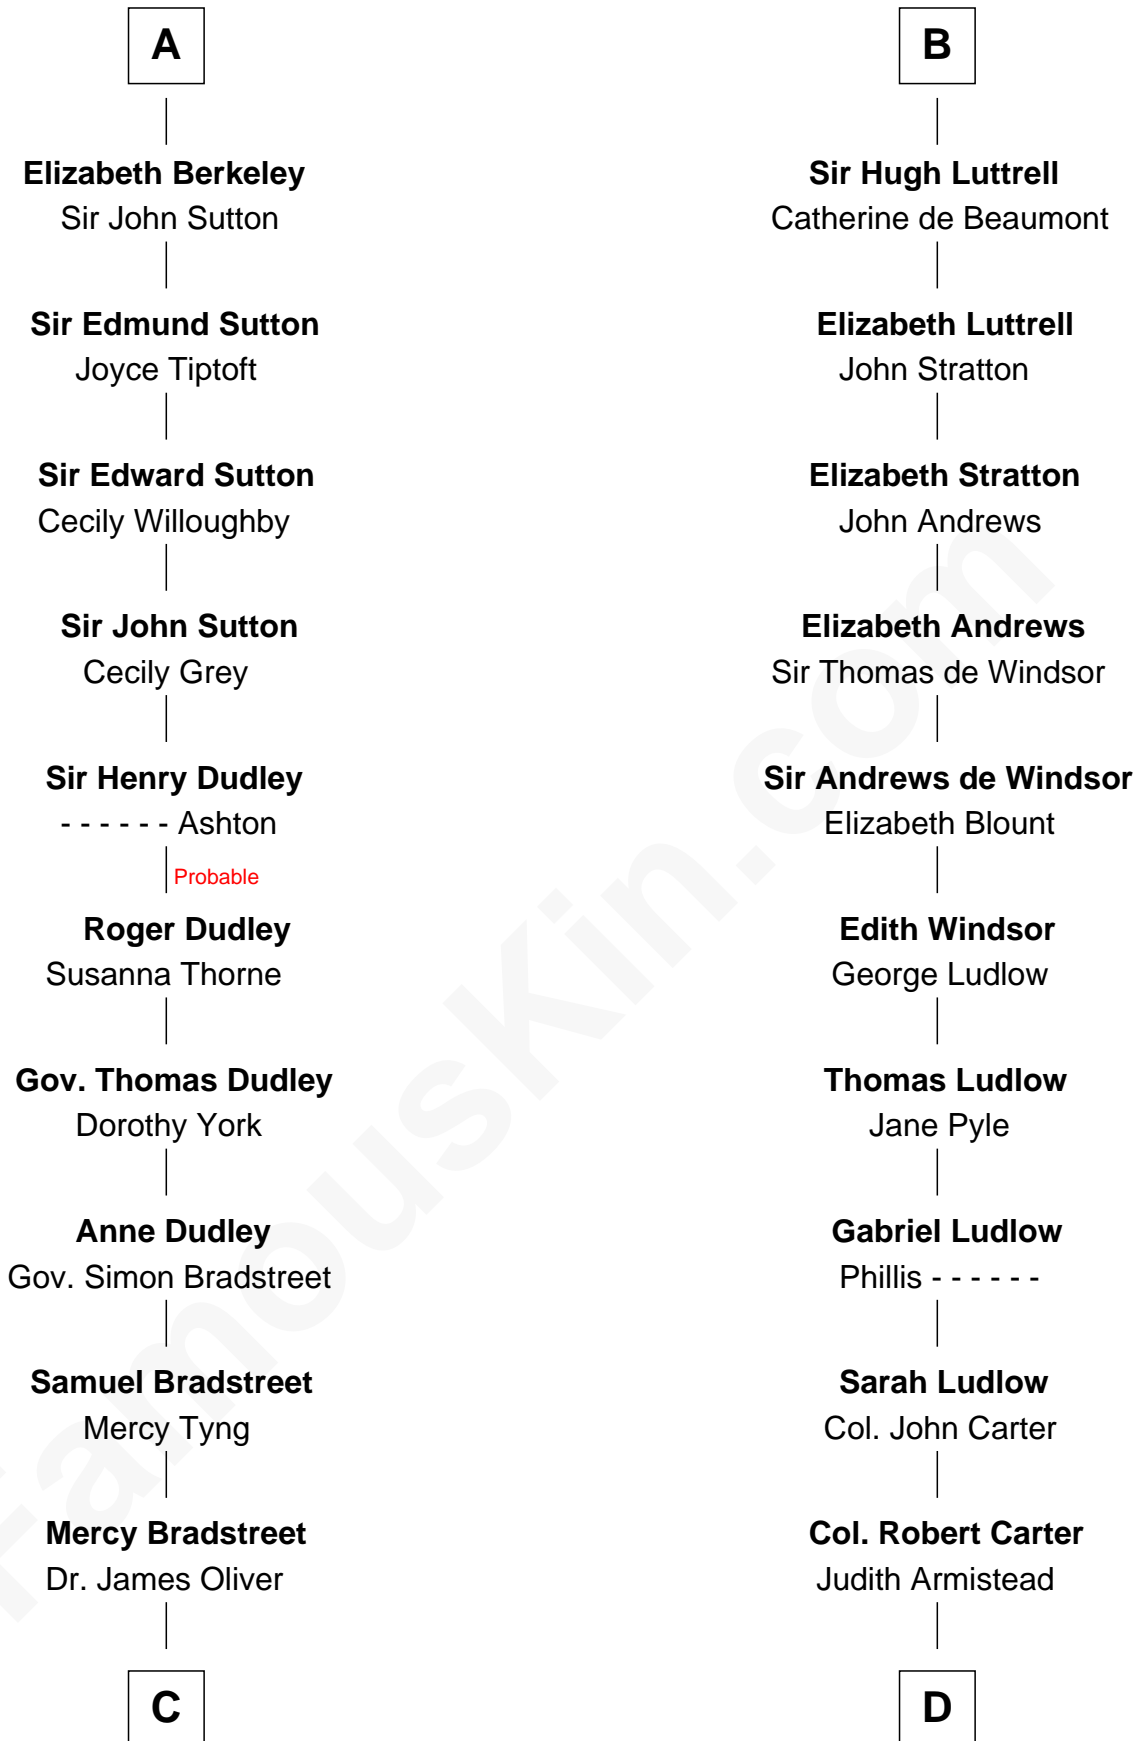 A
Elizabeth Berkeley
Sir John Sutton
Sir Edmund Sutton
Joyce Tiptoft
Sir Edward Sutton
Cecily Willoughby
Sir John Sutton
Cecily Grey
Sir Henry Dudley
- - - - - - Ashton
Probable
Roger Dudley
Susanna Thorne
Gov. Thomas Dudley
Dorothy York
Anne Dudley
Gov. Simon Bradstreet
Samuel Bradstreet
Mercy Tyng
Mercy Bradstreet
Dr. James Oliver
C
B
Sir Hugh Luttrell
Catherine de Beaumont
Elizabeth Luttrell
John Stratton
Elizabeth Stratton
John Andrews
Elizabeth Andrews
Sir Thomas de Windsor
Sir Andrews de Windsor
Elizabeth Blount
Edith Windsor
George Ludlow
Thomas Ludlow
Jane Pyle
Gabriel Ludlow
Phillis - - - - - -
Sarah Ludlow
Col. John Carter
Col. Robert Carter
Judith Armistead
D
FamousKin.com